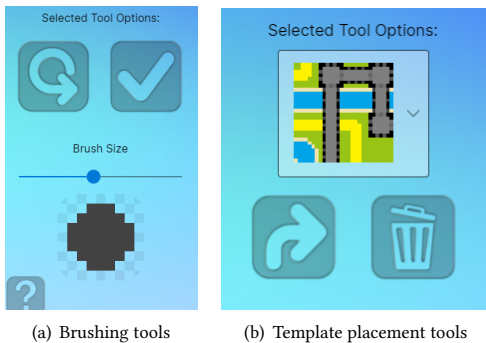 Selected Tool Options:
Brush Size
?
(a) Brushing tools
Selected Tool Options:
(b) Template placement tools